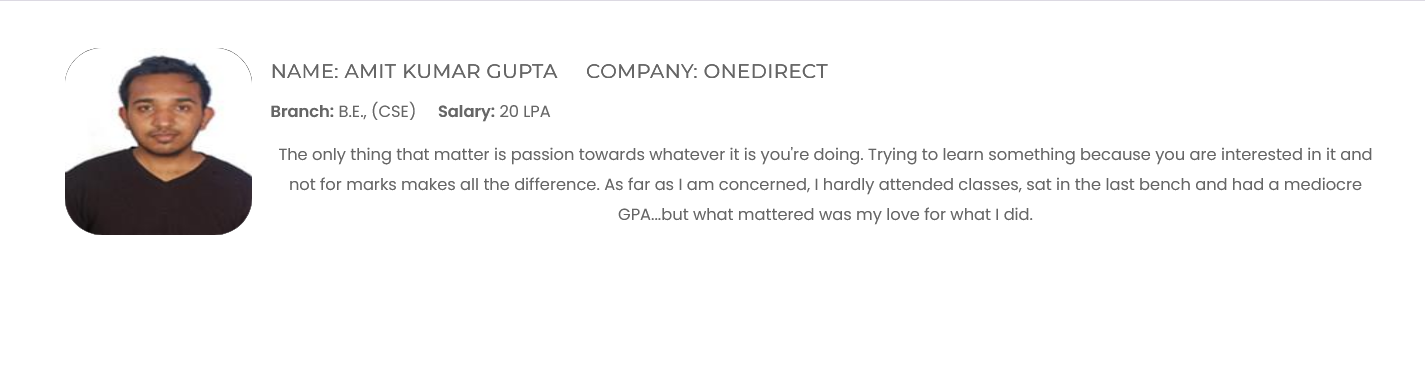 NAME: AMIT KUMAR GUPTA COMPANY: ONEDIRECT
Branch: B.E., (CSE) Salary: 20 LPA
The only thing that matter is passion towards whatever it is you're doing. Trying to learn something because you are interested in it and
not for marks makes all the difference. As far as I am concerned, I hardly attended classes, sat in the last bench and had a mediocre
GPA...but what mattered was my love for what I did.